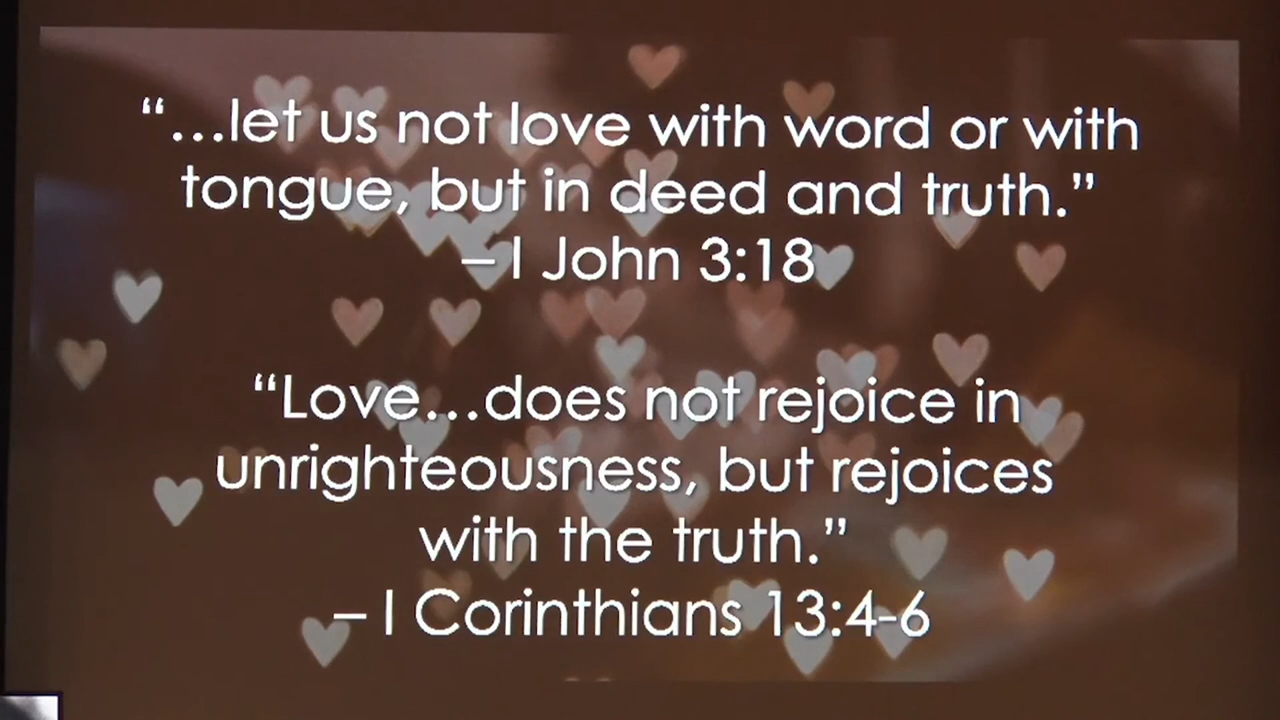 “…let us not love with word or with
tongue, but in deed and truth.”
– I John 3:18
“Love…does not rejoice in
unrighteousness, but rejoices
with the truth.”
– I Corinthians 13:4-6